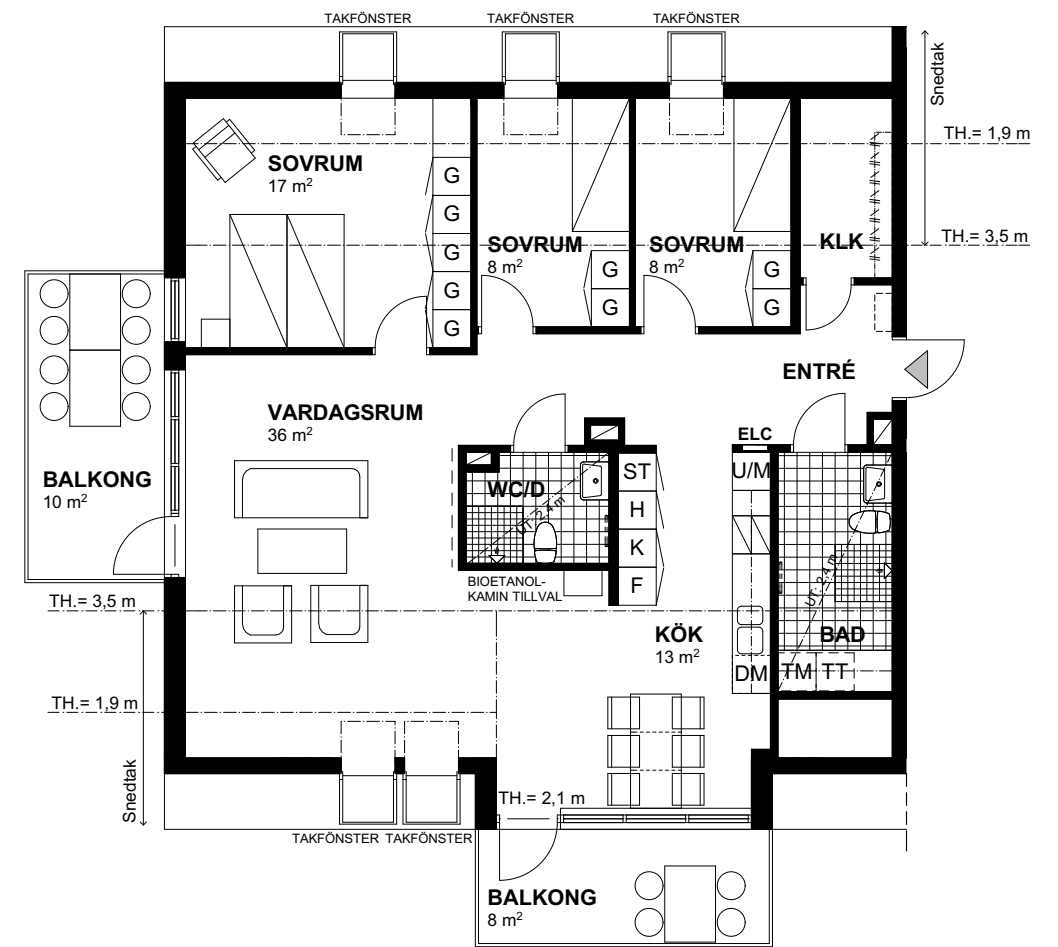 TAKFÖNSTER
TAKFÖNSTER
TAKFÖNSTER
Snedtak
TH.= 1,9 m
SOVRUM
17 m²
G
G
G
G
G
SOVRUM
8 m²
G
G
SOVRUM
8 m²
G
G
KLK
TH.= 3,5 m
ENTRÉ
VARDAGSRUM
36 m²
BALKONG
10 m²
WC/D
UT: 2.4 m
ST
H
K
F
ELC
U/M
BIOETANOL-
KAMIN TILLVAL
UT: 2.4 m
TH.= 3,5 m
KÖK
13 m²
BAD
DM
TM
TT
TH.= 1,9 m
Snedtak
TH.= 2,1 m
TAKFÖNSTER
TAKFÖNSTER
BALKONG
8 m²